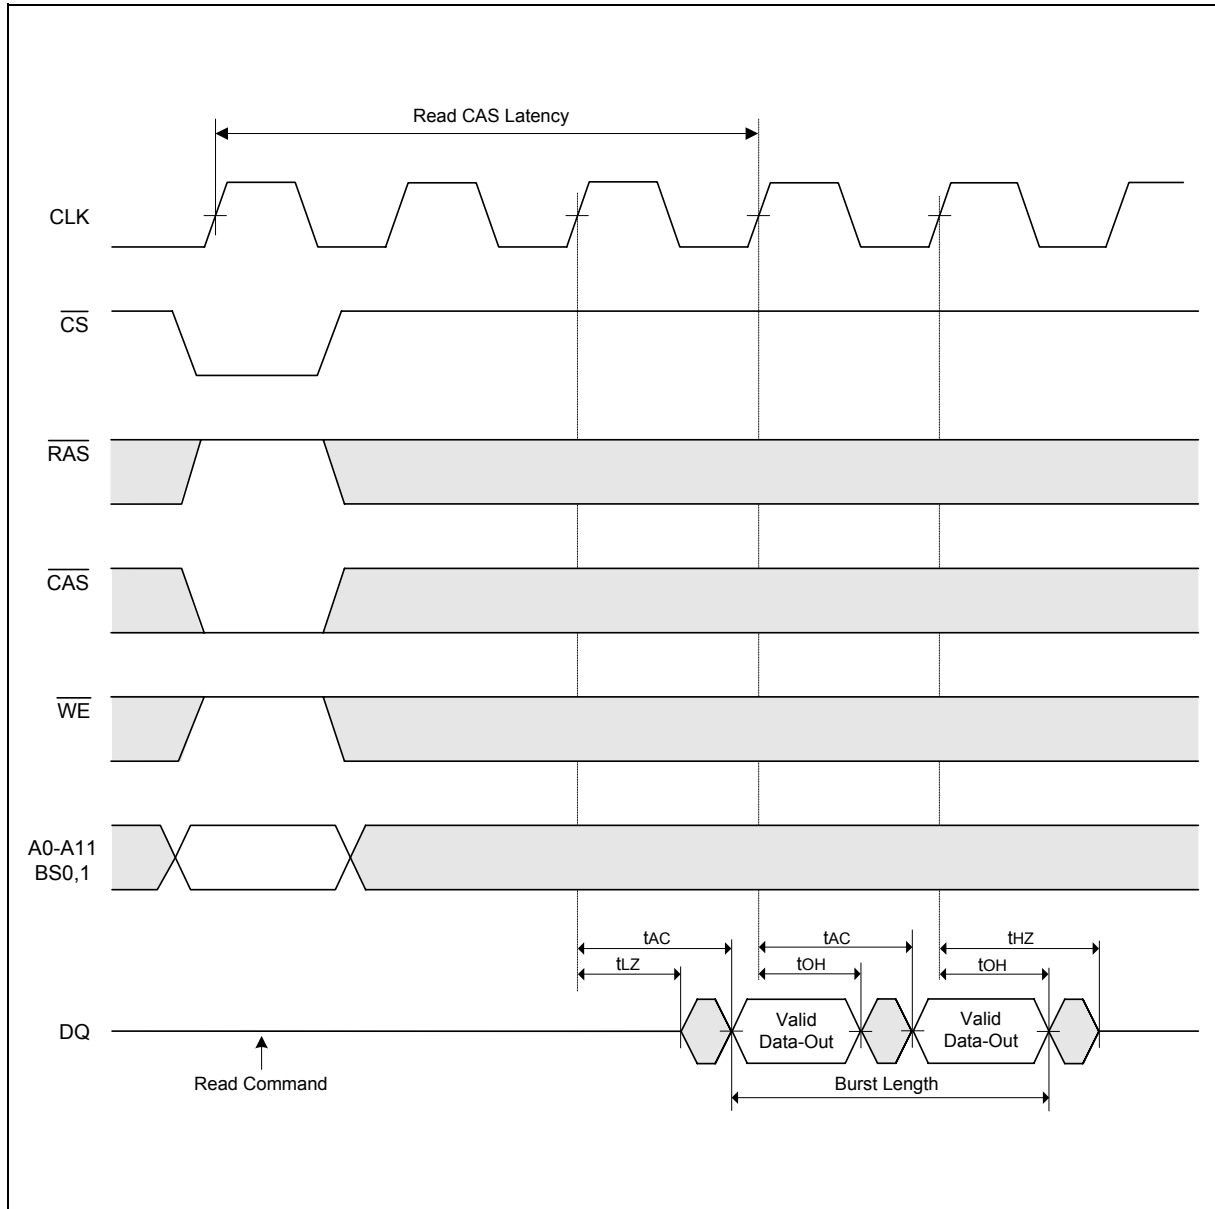 Read CAS Latency
CLK
CS
RAS
CAS
WE
A0-A11
BS0,1
tAC
tAC
tHZ
tLZ
tOH
tOH
DQ
Valid
Data-Out
Valid
Data-Out
Read Command
Burst Length